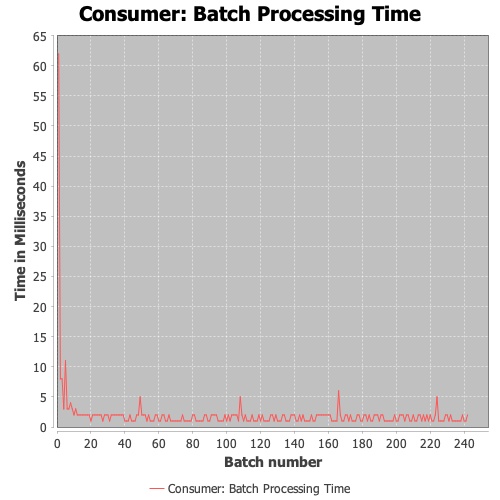 Consumer: Batch Processing Time
65
60
55
50
45
40
35
30
25
20
15
10
5
0
Time in Milliseconds
0 20 40 60 80 100 120 140 160 180 200 220 240
Batch number
Consumer: Batch Processing Time